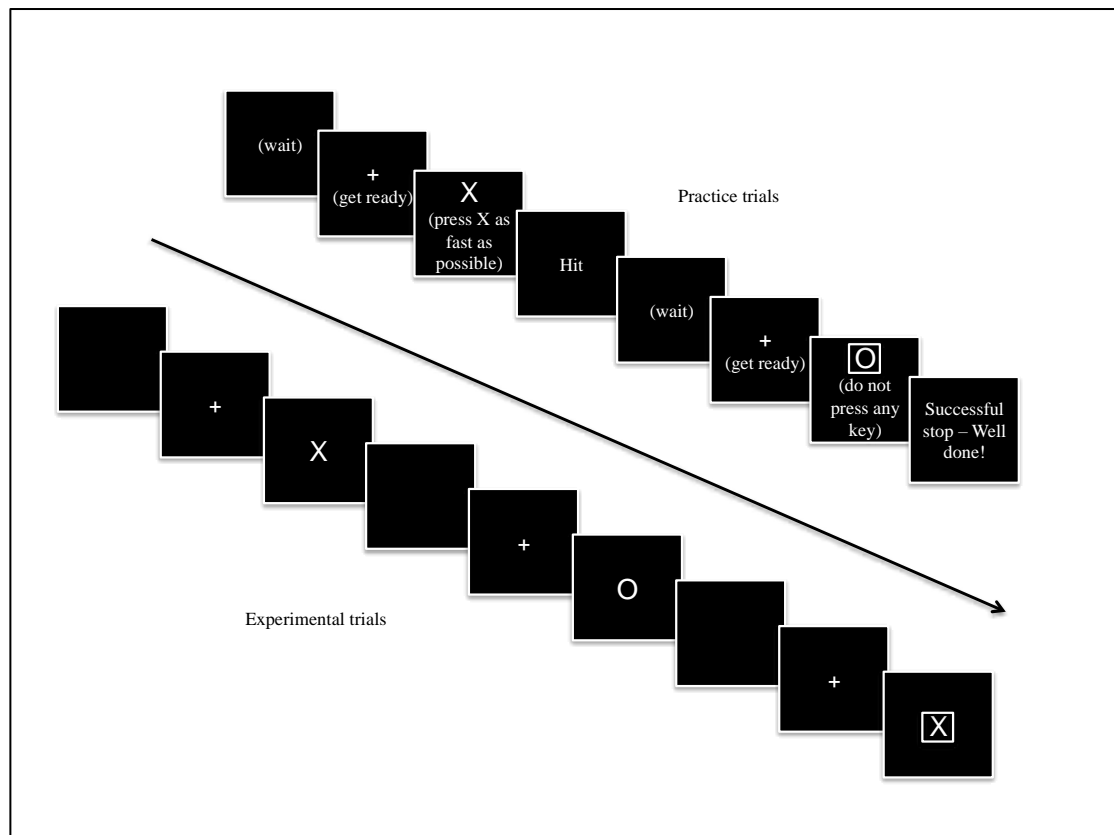 (wait)
+
(get ready)
X
(press X as
fast as
possible)
Hit
(wait)
+
(get ready)
O
(do not
press any
key)
Successful
stop – Well
done!
Practice trials
+
X
+
O
+
X
Experimental trials